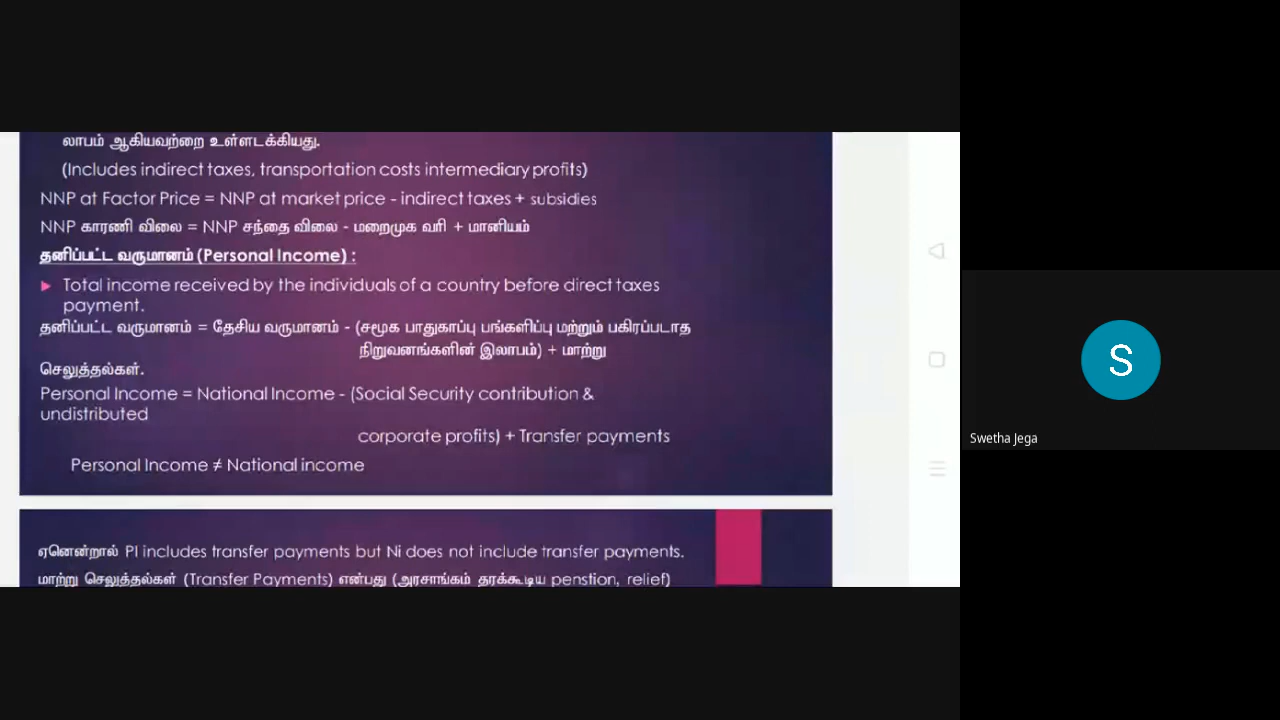 லாபம் ஆகியவற்றை உள்ளடக்கியது.
(Includes indirect taxes, transportation costs intermediary profits)
NNP at Factor Price = NNP at market price - indirect taxes + subsidies
NNP காரணி விலை = NNP சந்தை விலை - மறைமுக வரி + மானியம்
தனிப்பட்ட வருமானம் (Personal Income) :
Total income received by the individuals of a country before direct taxes
payment.
தனிப்பட்ட வருமானம் = தேசிய வருமானம் - (சமூக பாதுகாப்பு பங்களிப்பு மற்றும் பகிரப்படாத
நிறுவனங்களின் இலாபம்) + மாற்று
செலுத்தல்கள்.
Personal Income = National Income - (Social Security contribution &
undistributed
corporate profits) + Transfer payments
Personal Income ≠ National income
ஏனென்றால் PI includes transfer payments but Ni does not include transfer payments.
மாற்று செலுத்தல்கள் (Transfer Payments) என்பது (அரசாங்கம் தரக்கூடிய penstion, relief)
S
Swetha Jega